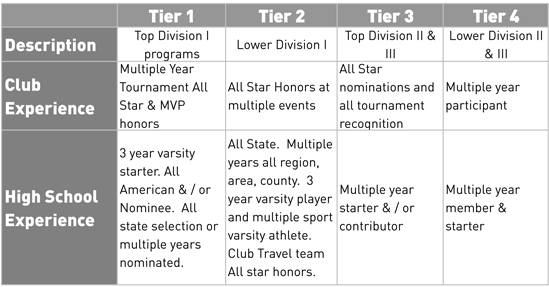 Tier 1 Tier 2 Tier 3 Tier 4
Description
Top Division I
programs
Lower Division I
Top Division II &
III
Lower Division II
& III
Club
Experience
Multiple Year
Tournament All
Star & MVP
honors
All Star Honors at
multiple events
All Star
nominations and
all tournament
recognition
Multiple year
participant
High School
Experience
3 year varsity
starter. All
American & / or
Nominee. All
state selection or
multiple years
nominated.
All State. Multiple
years all region,
area, county. 3
year varsity player
and multiple sport
varsity athlete.
Club Travel team
All star honors.
Multiple year
starter & / or
contributor
Multiple year
member &
starter